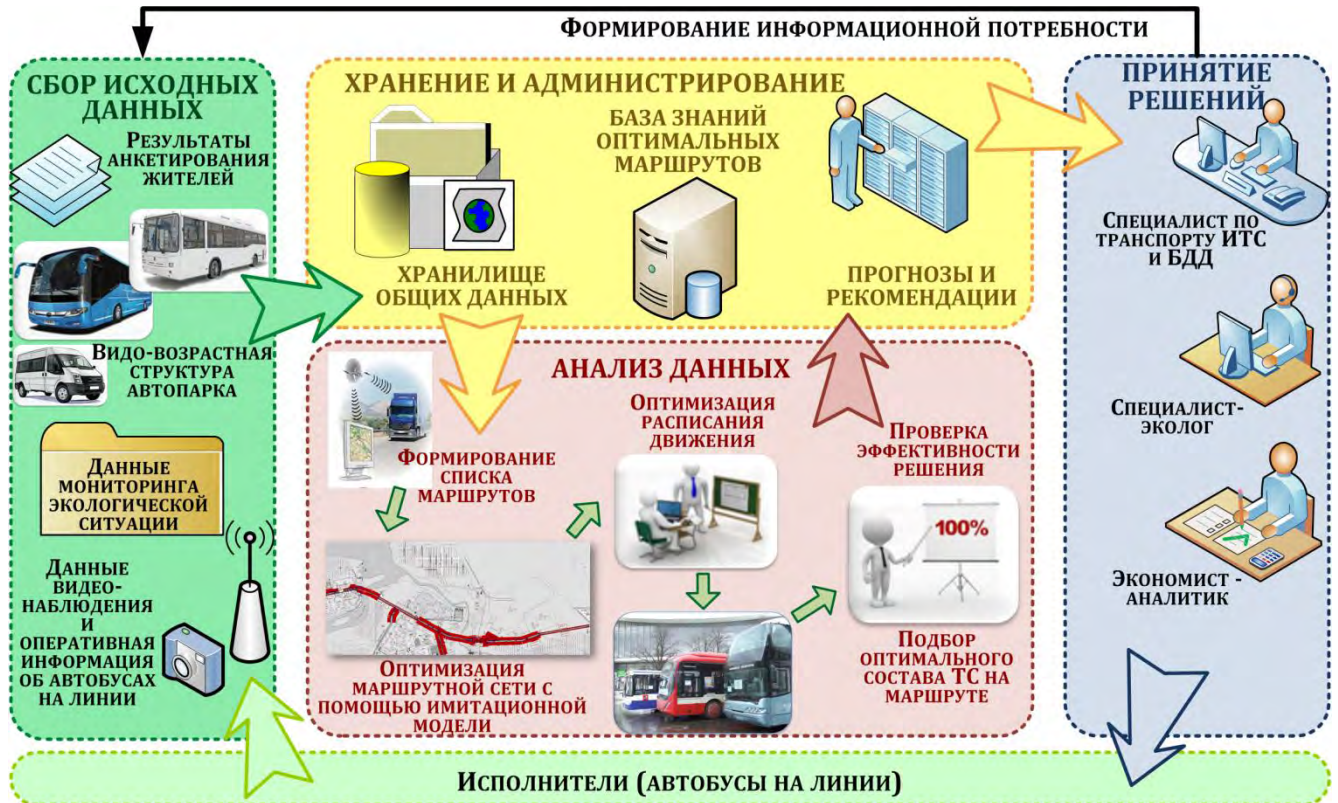 ФОРМИРОВАНИЕ ИНФОРМАЦИОННОЙ ПОТРЕБНОСТИ
СБОР ИСХОДНЫХ
ДАННЫХ
РЕЗУЛЬТАТЫ
АНКЕТИРОВАНИЯ
ЖИТЕЛЕЙ
ВИДО-ВОЗРАСТНАЯ
СТРУКТУРА
АВТОПАРКА
ДАННЫЕ
МОНИТОРИНГА
ЭКОЛОГИЧЕСКОЙ
СИТУАЦИИ
ДАННЫЕ
ВИДЕО-
НАБЛЮДЕНИЯ
И
ОПЕРАТИВНАЯ
ИНФОРМАЦИЯ
ОБ АВТОБУСАХ
НА ЛИНИИ
ХРАНЕНИЕ И АДМИНИСТРИРОВАНИЕ
ХРАНИЛИЩЕ
ОБЩИХ ДАННЫХ
БАЗА ЗНАНИЙ
ОПТИМАЛЬНЫХ
МАРШРУТОВ
ПРОГНОЗЫ И
РЕКОМЕНДАЦИИ
АНАЛИЗ ДАННЫХ
ФОРМИРОВАНИЕ
СПИСКА
МАРШРУТОВ
ОПТИМИЗАЦИЯ
МАРШРУТНОЙ СЕТИ С
ПОМОЩЬЮ ИМИТАЦИОННОЙ
МОДЕЛИ
ОПТИМИЗАЦИЯ
РАСПИСАНИЯ
ДВИЖЕНИЯ
ПРОВЕРКА
ЭФФЕКТИВНОСТИ
РЕШЕНИЯ
100%
ПОДБОР
ОПТИМАЛЬНОГО
СОСТАВА ТС НА
МАРШРУТЕ
ПРИНЯТИЕ
РЕШЕНИЙ
СПЕЦИАЛИСТ ПО
ТРАНСПОРТУ ИТС
И БДД
СПЕЦИАЛИСТ-
ЭКОЛОГ
ЭКОНОМИСТ -
АНАЛИТИК
ИСПОЛНИТЕЛИ (АВТОБУСЫ НА ЛИНИИ)